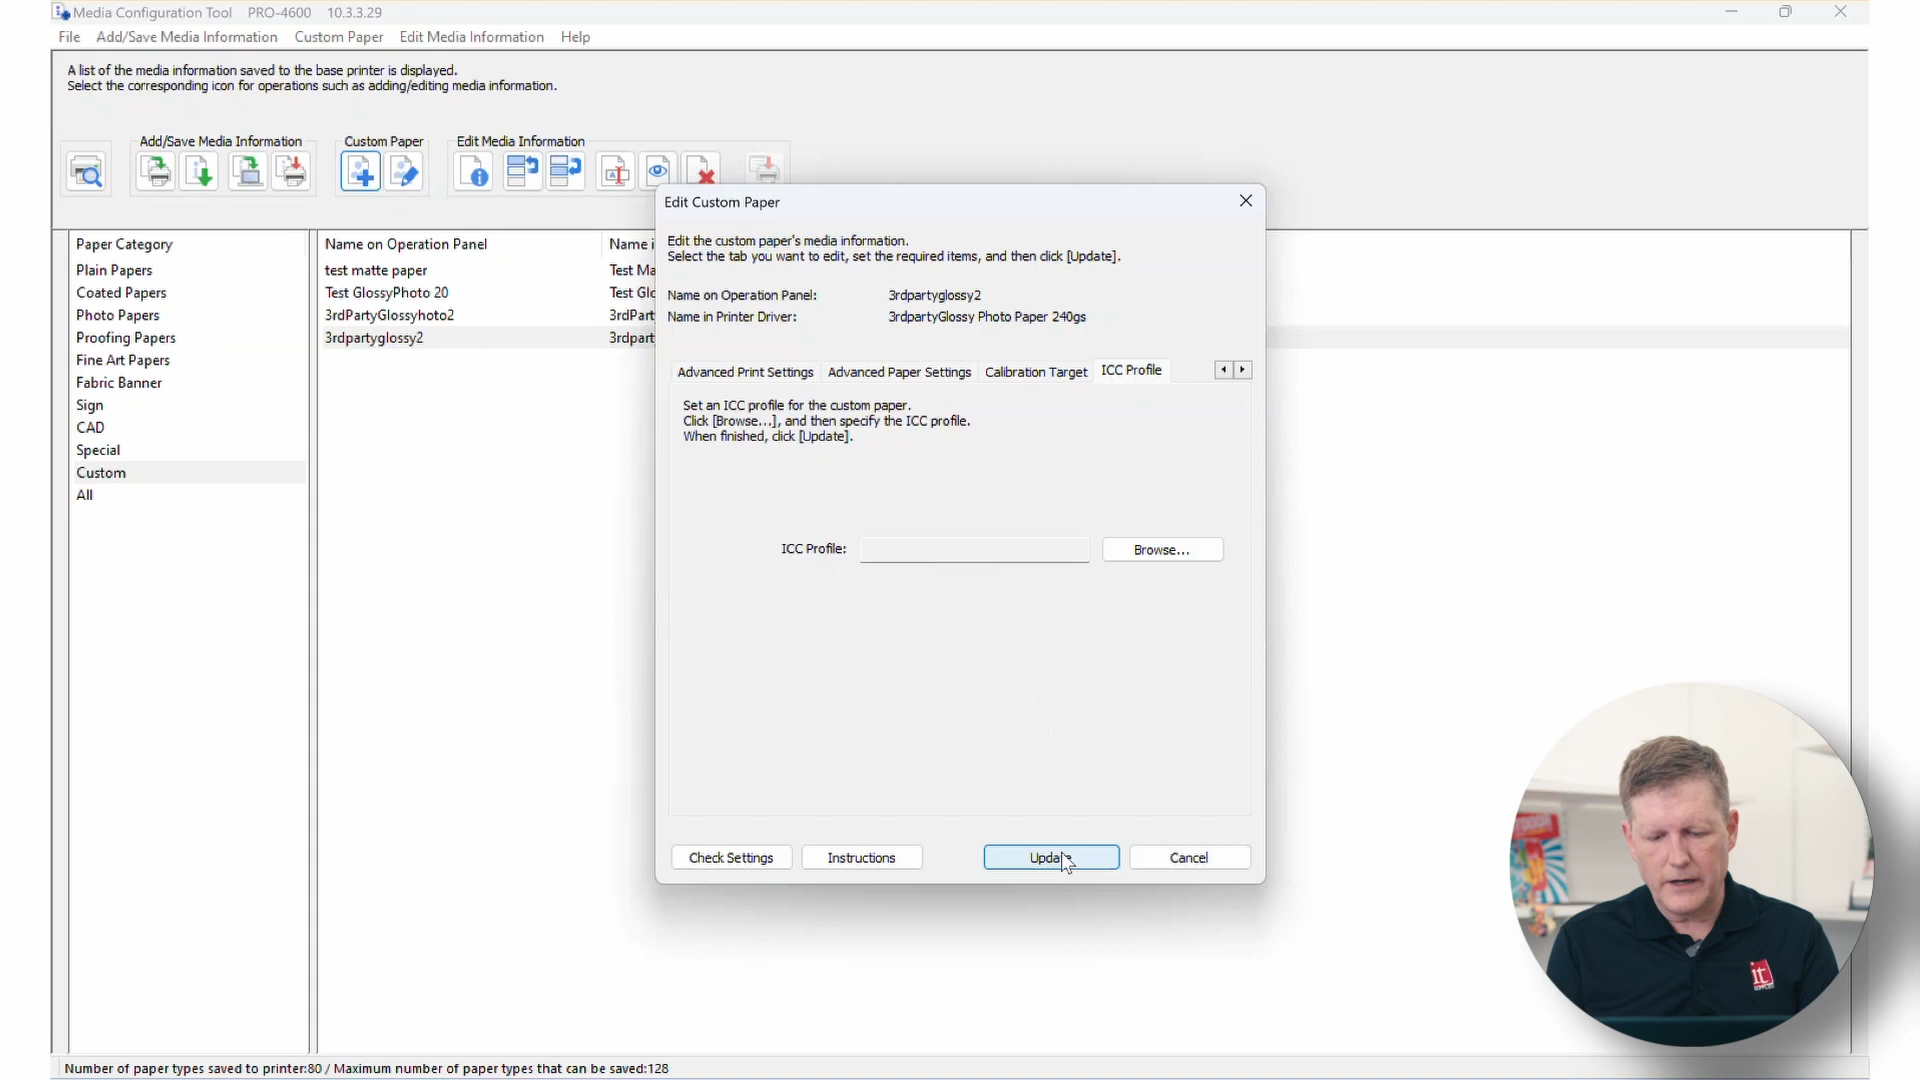 Media Configuration Tool PRO-4600 10.3.3.29
File Add/Save Media Information Custom Paper Edit Media Information Help
A list of the media information saved to the base printer is displayed.
Select the corresponding icon for operations such as adding/editing media information.
Add/Save Media Information Custom Paper Edit Media Information
Paper Category
Plain Papers
Coated Papers
Photo Papers
Proofing Papers
Fine Art Papers
Fabric Banner
Sign
CAD
Special
Custom
All
Name on Operation Panel
test matte paper
Test GlossyPhoto 20
3rdPartyGlossyhoto2
3rdpartyglossy2
Name i
Test Ma
Test Glo
3rdPart
3rdpart
Edit Custom Paper
Edit the custom paper's media information.
Select the tab you want to edit, set the required items, and then click [Update].
Name on Operation Panel: 3rdpartyglossy2
Name in Printer Driver: 3rdpartyGlossy Photo Paper 240gs
Advanced Print Settings Advanced Paper Settings Calibration Target ICC Profile
Set an ICC profile for the custom paper.
Click [Browse...], and then specify the ICC profile.
When finished, click [Update].
ICC Profile: Browse...
Check Settings Instructions Update Cancel
it
Number of paper types saved to printer:80 / Maximum number of paper types that can be saved:128